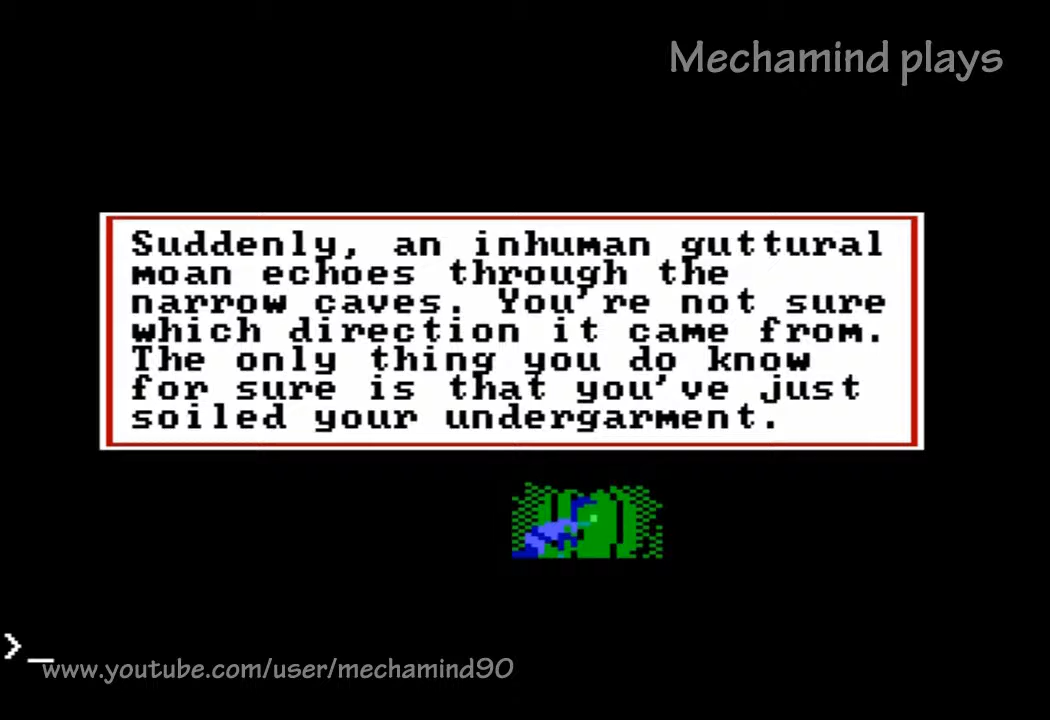 Mechamind plays
Suddenly, an inhuman guttural
moan echoes through the
narrow caves. You're not sure
which direction it came from.
The only thing you do know
for sure is that you've just
soiled your undergarment.
>_
www.youtube.com/user/mechamind90